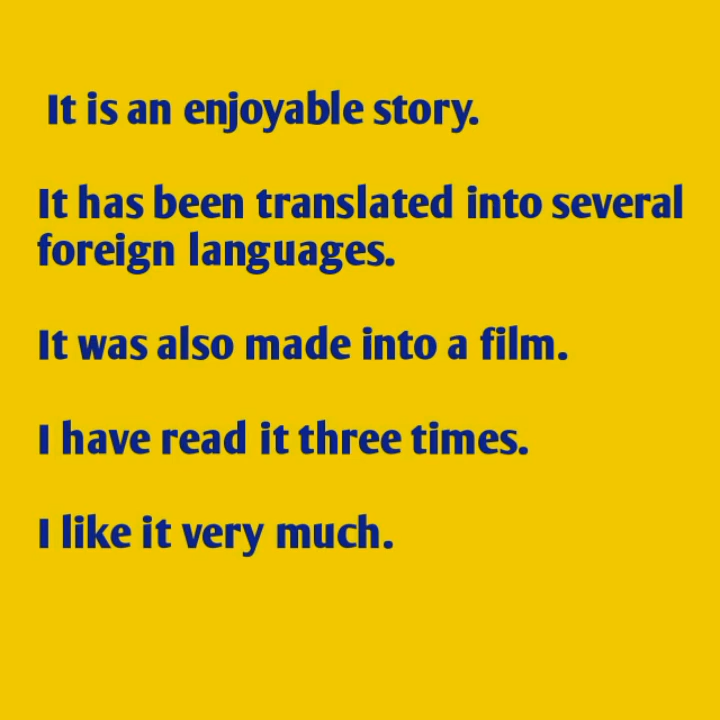 It is an enjoyable story.
It has been translated into several
foreign languages.
It was also made into a film.
I have read it three times.
I like it very much.